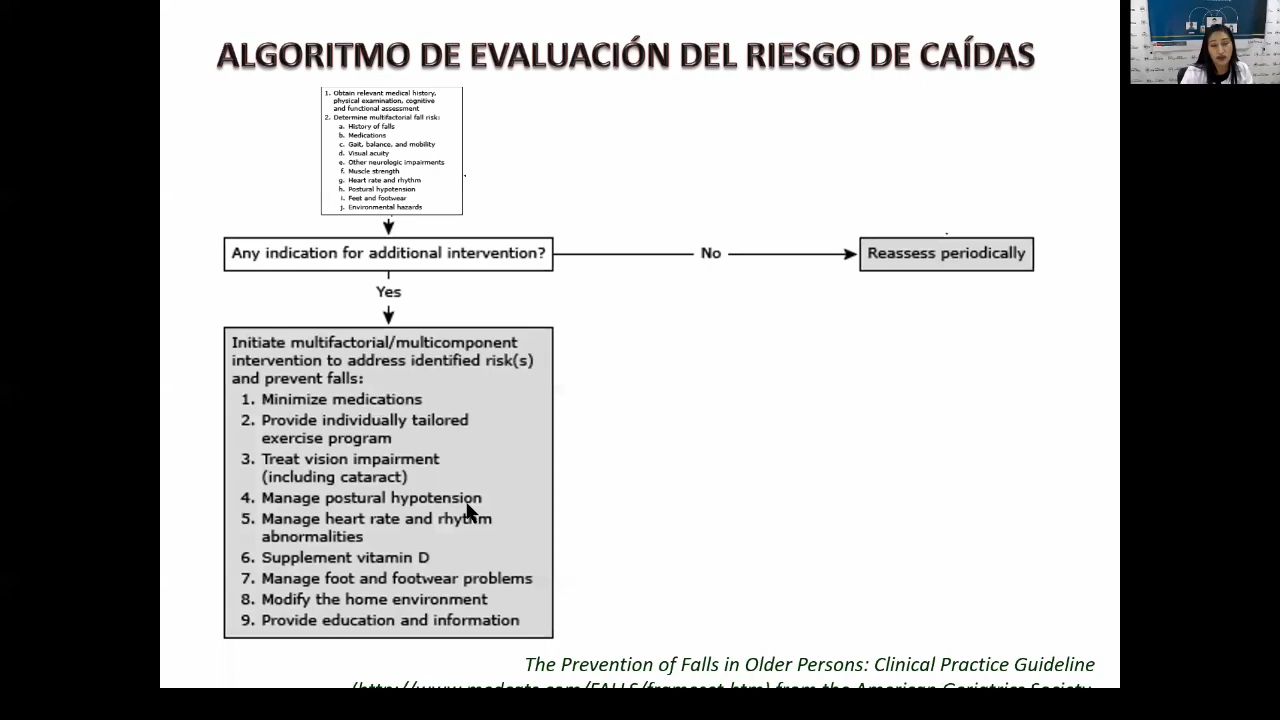 ALGORITMO DE EVALUACIÓN DEL RIESGO DE CAÍDAS
1. Obtain relevant medical history,
physical examination, cognitive
and functional assessment
2. Determine multifactorial fall risk:
a. History of falls
b. Medications
c. Gait, balance, and mobility
d. Visual acuity
e. Other neurologic impairments
f. Muscle strength
g. Heart rate and rhythm
h. Postural hypotension
i. Feet and footwear
j. Environmental hazards
Any indication for additional intervention?
No
Reassess periodically
Yes
Initiate multifactorial/multicomponent
intervention to address identified risk(s)
and prevent falls:
1. Minimize medications
2. Provide individually tailored
exercise program
3. Treat vision impairment
(including cataract)
4. Manage postural hypotension
5. Manage heart rate and rhythm
abnormalities
6. Supplement vitamin D
7. Manage foot and footwear problems
8. Modify the home environment
9. Provide education and information
The Prevention of Falls in Older Persons: Clinical Practice Guideline
from the American Geriatrics Society